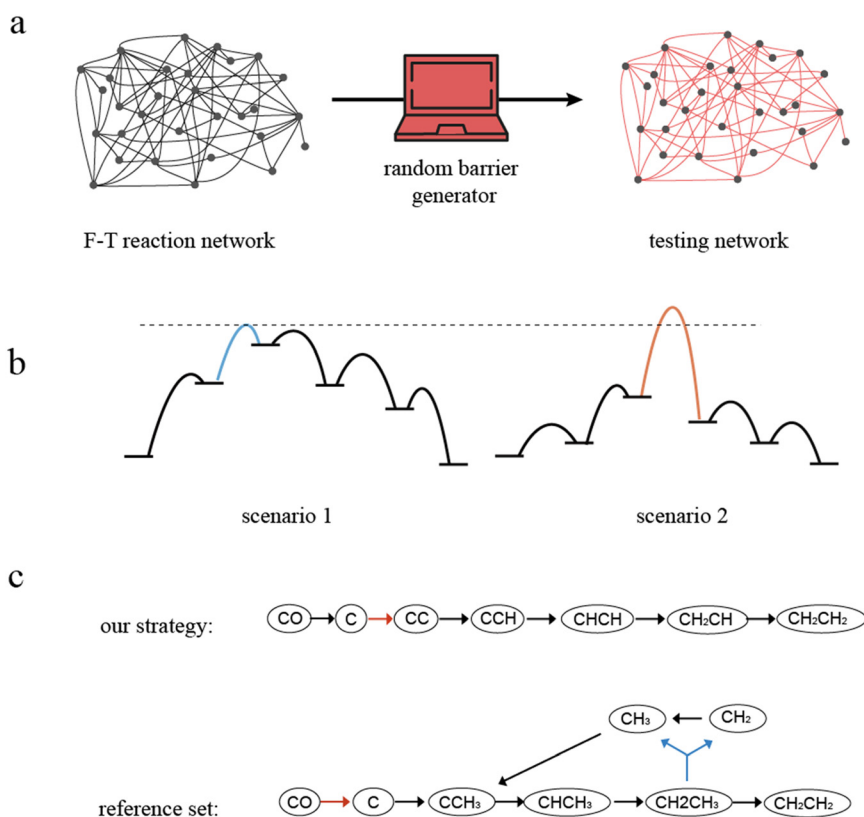 a
random barrier
generator
F-T reaction network
testing network
b
scenario 1
scenario 2
c
our strategy:
CO
C
CC
CCH
CHCH
CH₂CH
CH₂CH₂
CH₃
CH₂
reference set:
CO
C
CCH₃
CHCH₃
CH2CH₃
CH₂CH₂